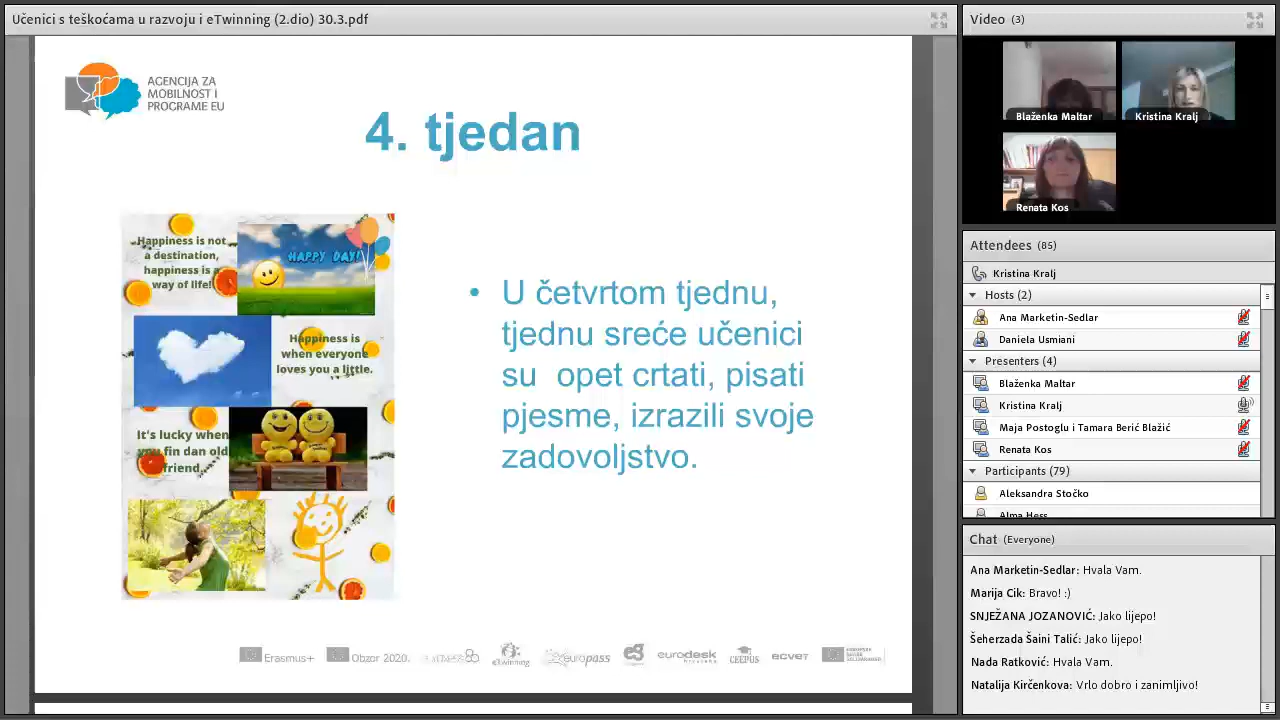 Učenici s teškoćama u razvoju i eTwinning (2.dio) 30.3.pdf
AGENCIJA ZA
MOBILNOST I
PROGRAME EU
4. tjedan
Happiness is not
a destination,
happiness is a
way of life!
HAPPY DAY!
Happiness is
when everyone
loves you a little.
It's lucky when
you fin dan old
friend.
• U četvrtom tjednu,
tjednu sreće učenici
su opet crtati, pisati
pjesme, izrazili svoje
zadovoljstvo.
Erasmus+
Obzor 2020.
eTwinning
europass
eg
eurodesk
CEEPUS
ecvet
Video (3)
Blaženka Maltar
Kristina Kralj
Renata Kos
Attendees (85)
Kristina Kralj
Hosts (2)
Ana Marketin-Sedlar
Daniela Usmiani
Presenters (4)
Blaženka Maltar
Kristina Kralj
Maja Postoglu i Tamara Berić Blažić
Renata Kos
Participants (79)
Aleksandra Stočko
Alma Hess
Chat (Everyone)
Ana Marketin-Sedlar: Hvala Vam.
Marija Cik: Bravo! :)
SNJEŽANA JOZANOVIĆ: Jako lijepo!
Šeherzada Šaini Talić: Jako lijepo!
Nada Ratković: Hvala Vam.
Natalija Kirčenkova: Vrlo dobro i zanimljivo!